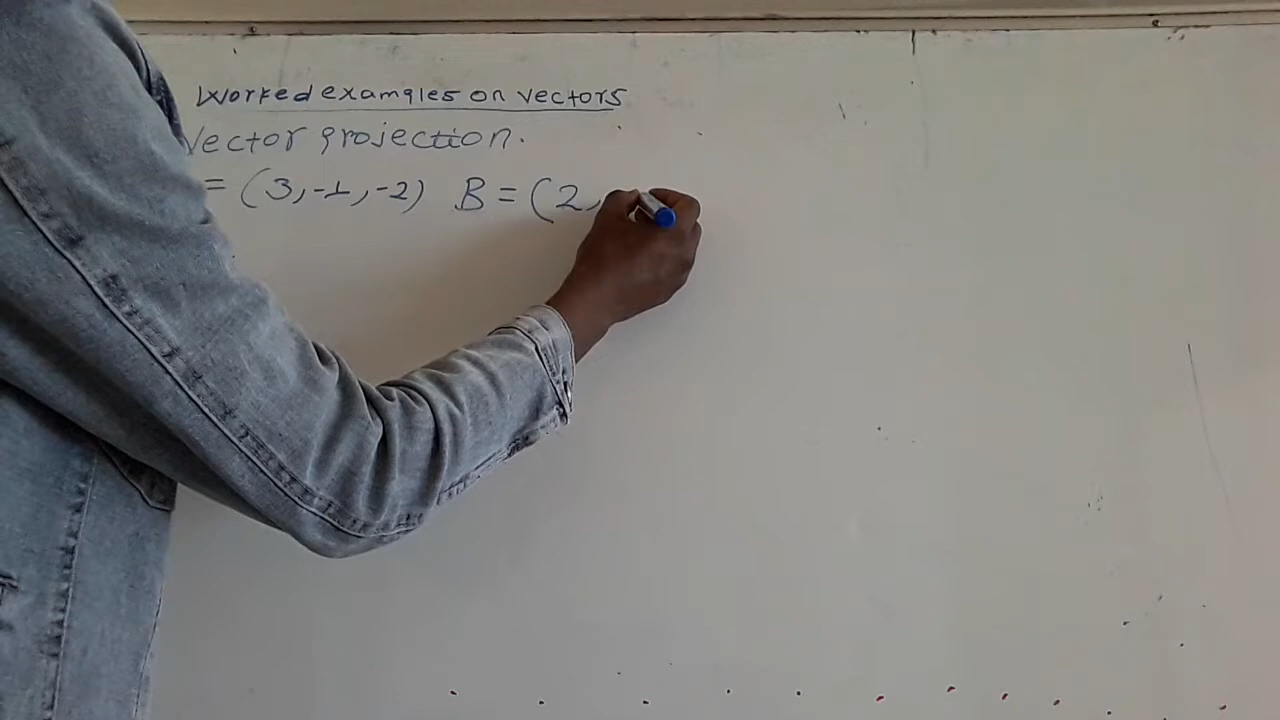 Worked examples on vectors
Vector projection.
= (3, -1, -2) B = (2,